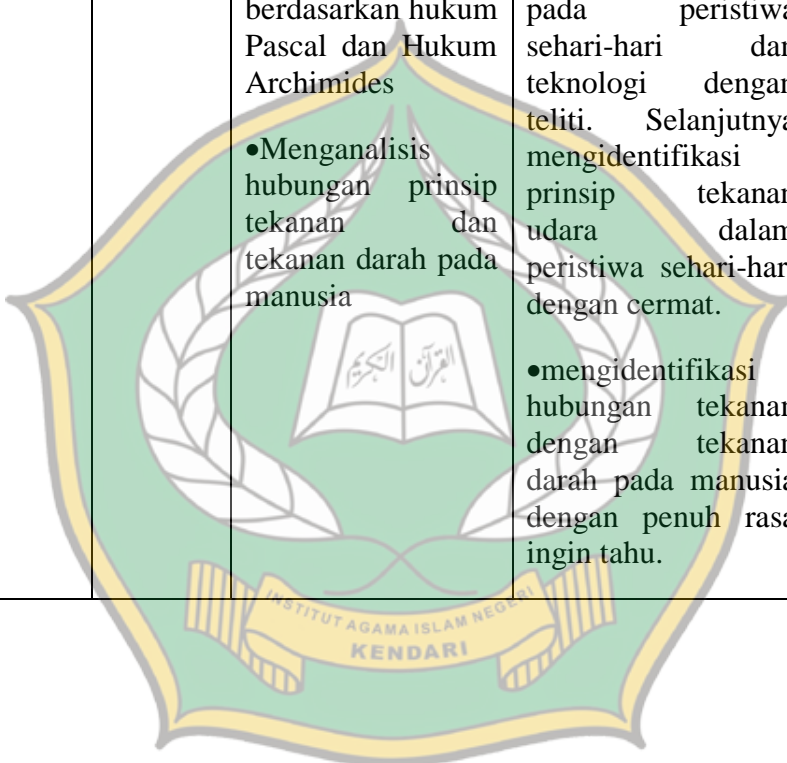 berdasarkan hukum
Pascal dan Hukum
Archimides
•Menganalisis
hubungan prinsip
tekanan dan
tekanan darah pada
manusia
pada peristiwa
sehari-hari dan
teknologi dengan
teliti. Selanjutnya
mengidentifikasi
prinsip tekanan
udara dalam
peristiwa sehari-hari
dengan cermat.
•mengidentifikasi
hubungan tekanan
dengan tekanan
darah pada manusia
dengan penuh rasa
ingin tahu.
القرآن الكريم
INSTITUT AGAMA ISLAM NEGERI
KENDARI